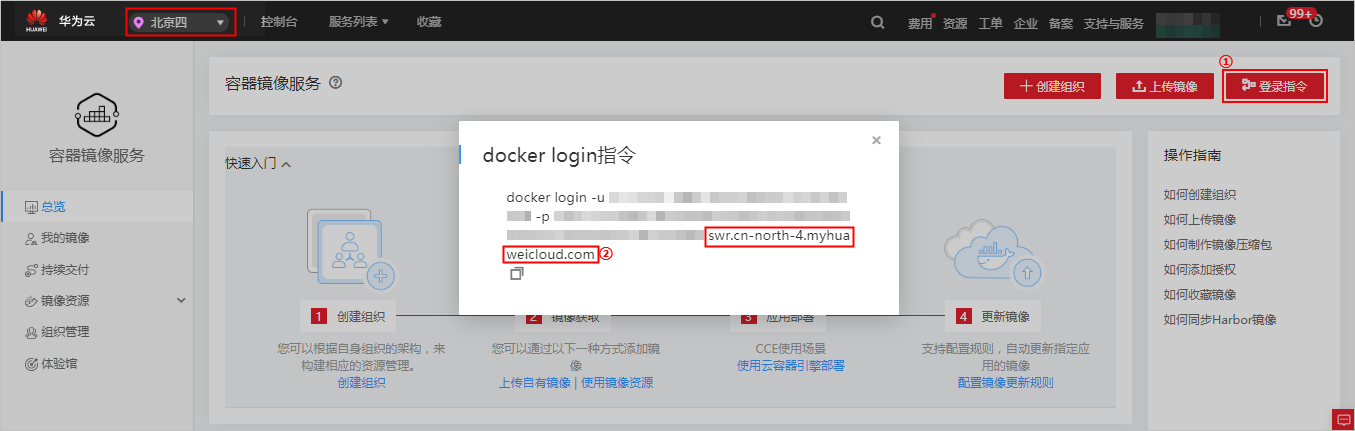 HUAWEI 华为云 北京四 控制台 服务列表 收藏 费用 资源 工单 企业 备案 支持与服务 99+
①
容器镜像服务 ? 创建组织 上传镜像 登录指令
容器镜像服务
总览
我的镜像
持续交付
镜像资源
组织管理
体验馆
快速入门
docker login指令 ×
docker login -u
-p
swr.cn-north-4.myhua
weicloud.com ②
1 创建组织
您可以根据自身组织的架构，来
构建相应的资源管理。
创建组织
2 镜像获取
您可以通过以下一种方式添加镜
像
上传自有镜像 | 使用镜像资源
3 应用部署
CCE使用场景
使用云容器引擎部署
4 更新镜像
支持配置规则，自动更新指定应
用的镜像
配置镜像更新规则
操作指南
如何创建组织
如何上传镜像
如何制作镜像压缩包
如何添加授权
如何收藏镜像
如何同步Harbor镜像